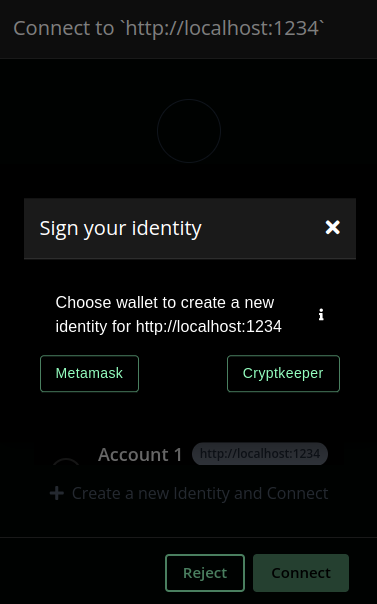 Connect to `http://localhost:1234`
Sign your identity
Choose wallet to create a new
identity for http://localhost:1234
Metamask
Cryptkeeper
Account 1 http://localhost:1234
Create a new Identity and Connect
Reject
Connect